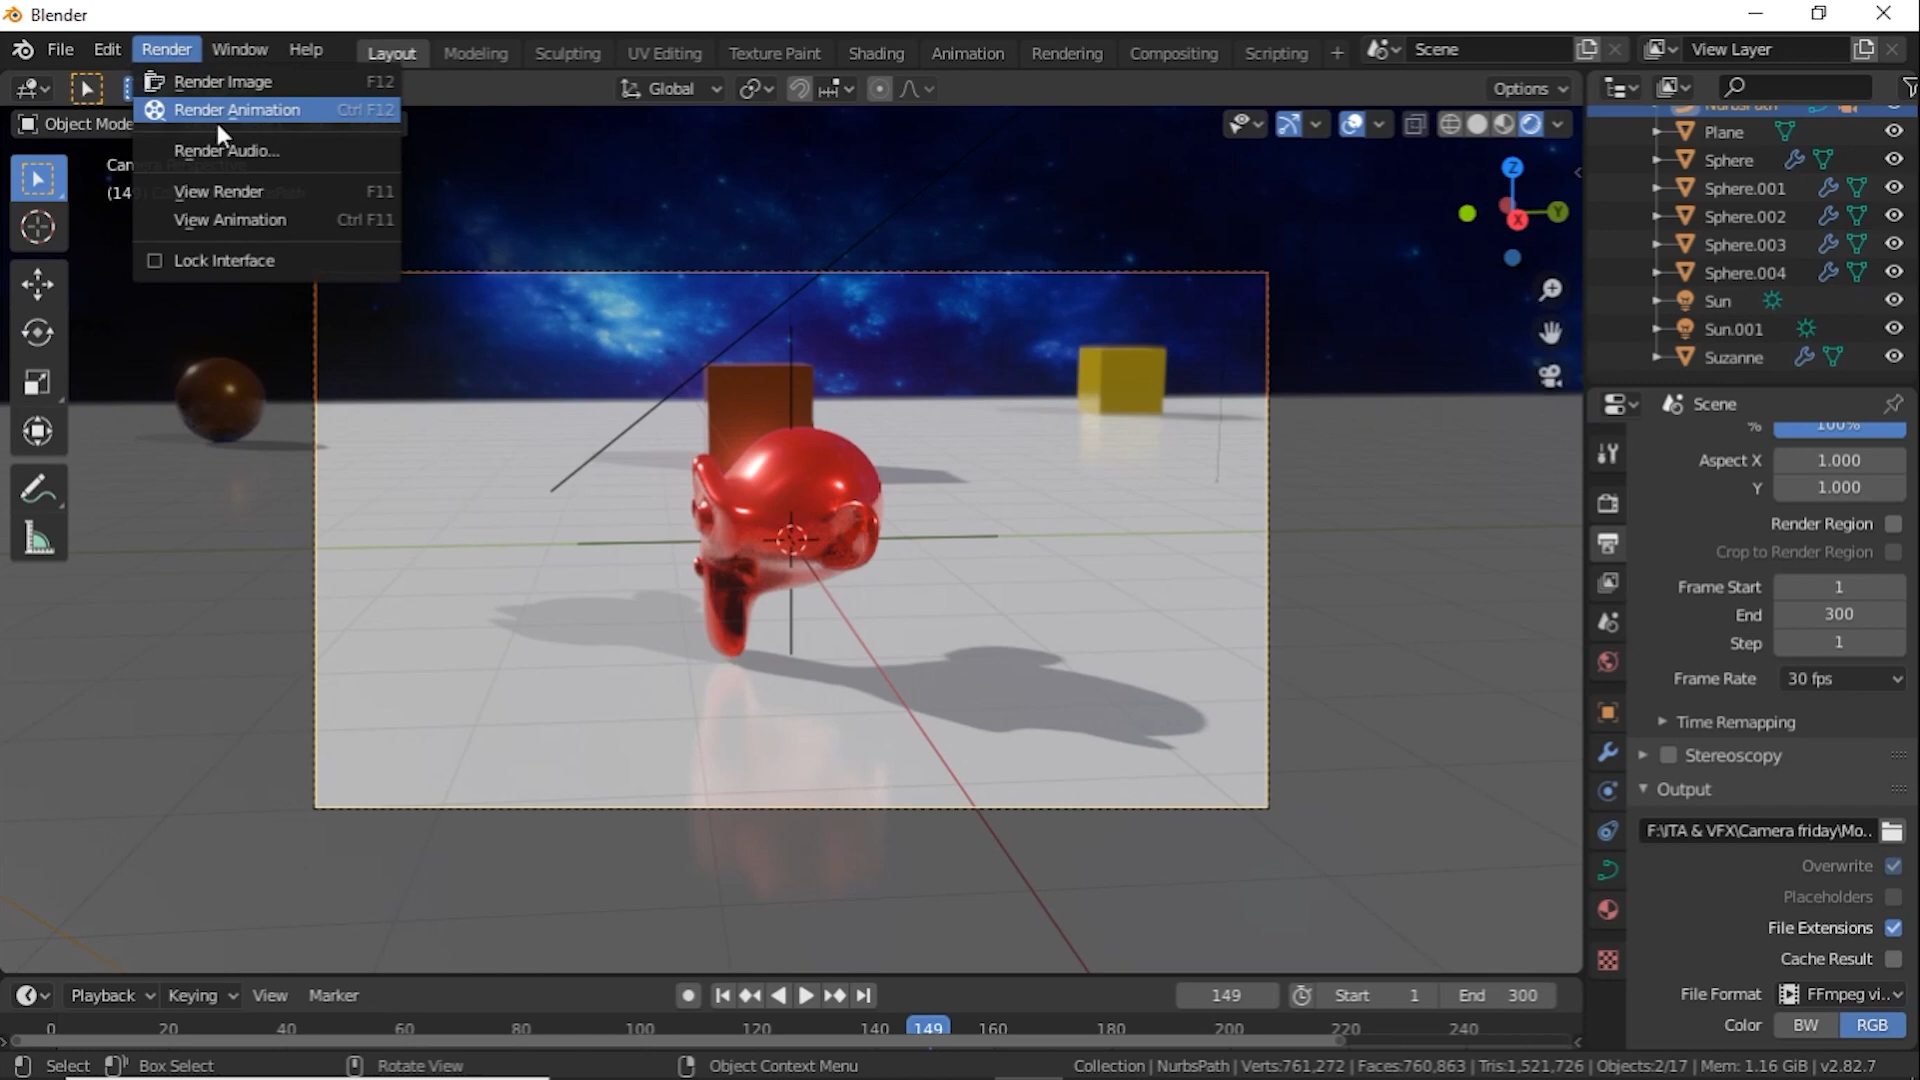 Blender
File Edit Render Window Help Layout Modeling Sculpting UV Editing Texture Paint Shading Animation Rendering Compositing Scripting + Scene View Layer
Render Image F12
Render Animation Ctrl F12
Render Audio...
View Render F11
View Animation Ctrl F11
Lock Interface
Global Options
Object Mode
Z
Y
X
NurbsPath
Plane
Sphere
Sphere.001
Sphere.002
Sphere.003
Sphere.004
Sun
Sun.001
Suzanne
Scene
% 100%
Aspect X 1.000
Y 1.000
Render Region
Crop to Render Region
Frame Start 1
End 300
Step 1
Frame Rate 30 fps
Time Remapping
Stereoscopy
Output
F:\ITA & VFX\Camera friday\Mo..
Overwrite
Placeholders
File Extensions
Cache Result
File Format FFmpeg vi..
Color BW RGB
Playback Keying View Marker 149 Start 1 End 300
0 20 40 60 80 100 120 140 149 160 180 200 220 240
Select Box Select Rotate View Object Context Menu Collection | NurbsPath | Verts:761,272 | Faces:760,863 | Tris:1,521,726 | Objects:2/17 | Mem: 1.16 GiB | v2.82.7